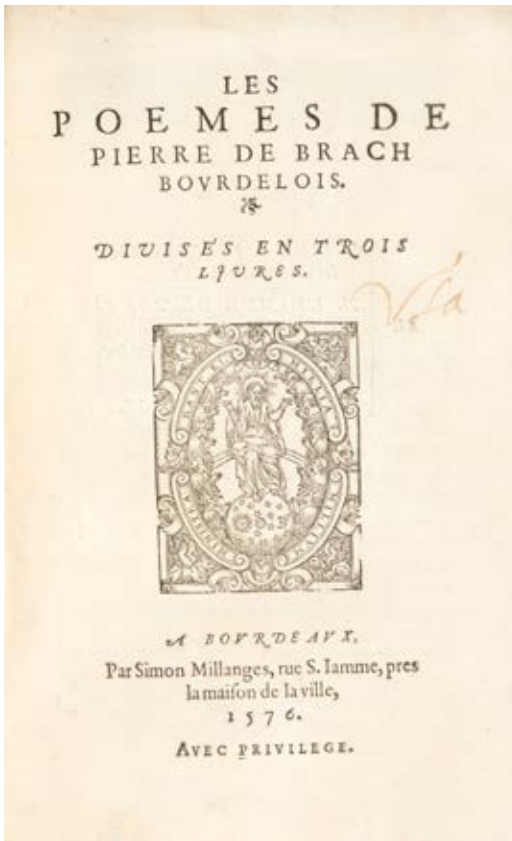 LES
POEMES DE
PIERRE DE BRACH
BOVRDELOIS.
DIVISÉS EN TROIS
LIVRES.
A BOVRDEAVX,
Par Simon Millanges, rue S. Iamme, pres
la maiſon de la ville,
1576.
AVEC PRIVILEGE.